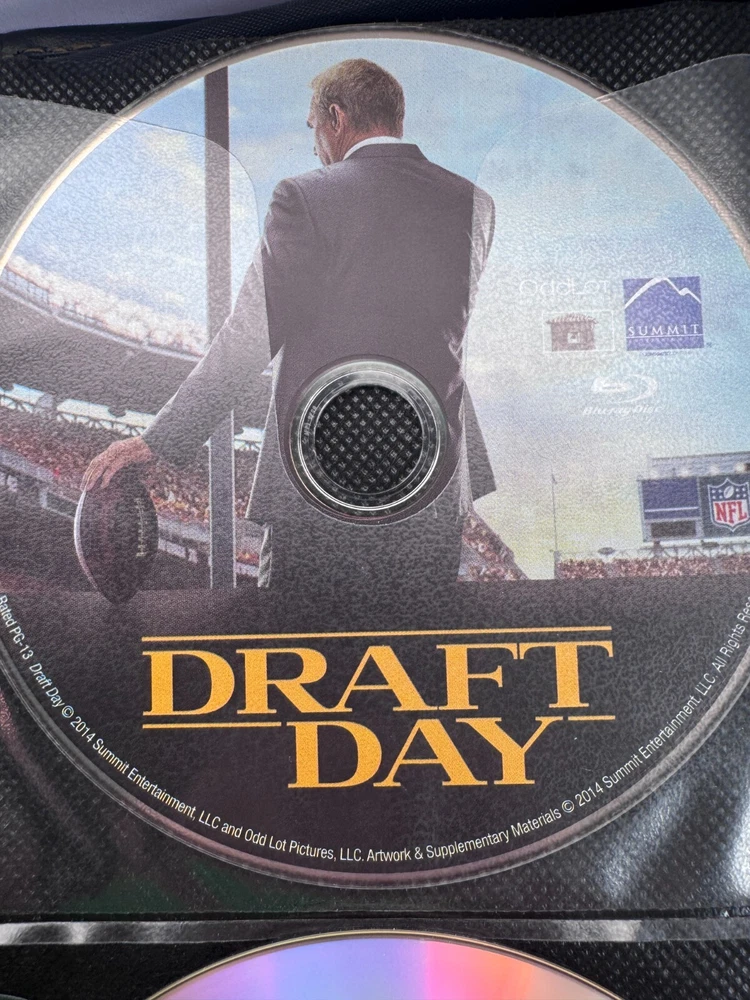 OddLot
SUMMIT
Blu-ray Disc
NFL
DRAFT
DAY
Rated PG-13 Draft Day © 2014 Summit Entertainment, LLC and Odd Lot Pictures, LLC. Artwork & Supplementary Materials © 2014 Summit Entertainment, LLC. All Rights